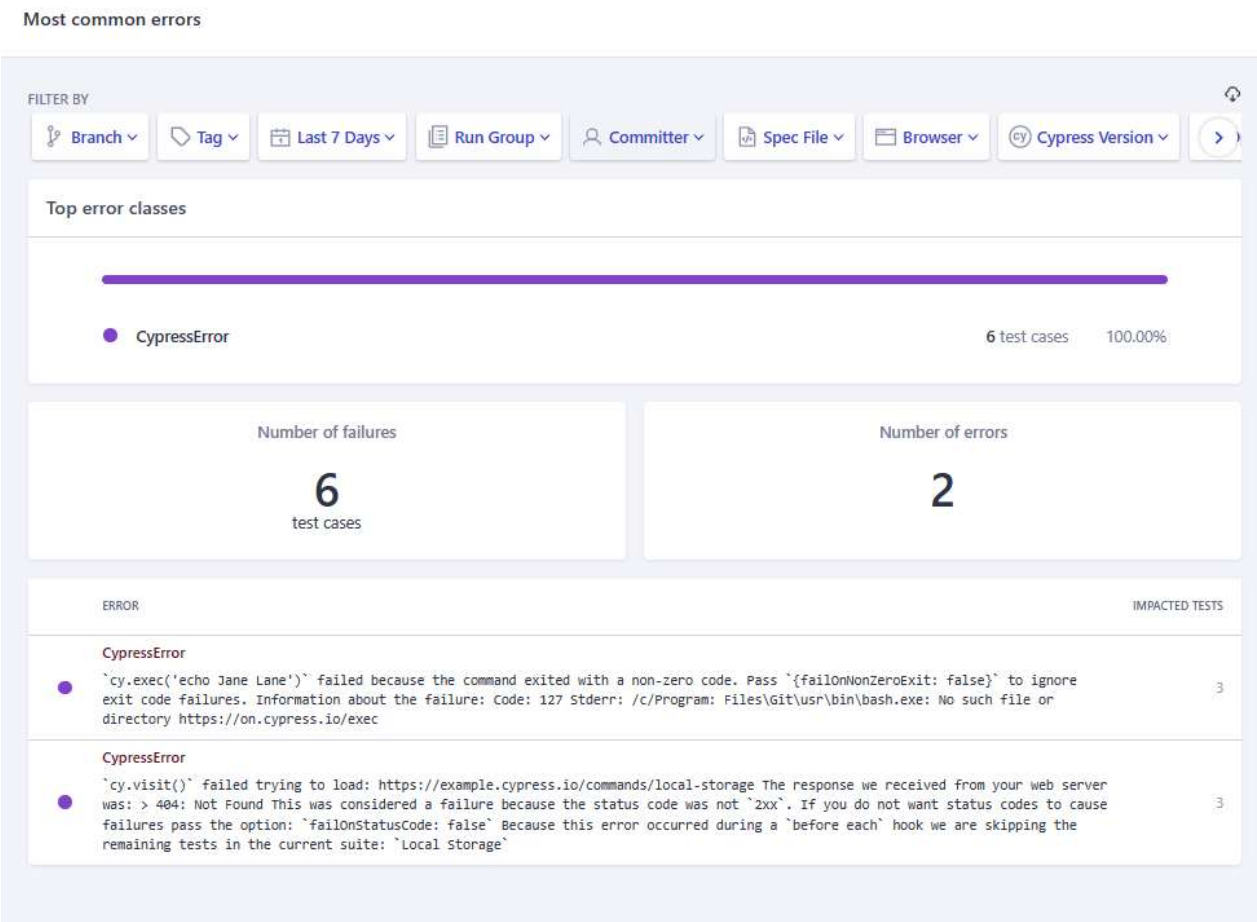 Most common errors
FILTER BY
Branch Tag Last 7 Days Run Group Committer Spec File Browser cy Cypress Version
Top error classes
CypressError 6 test cases 100.00%
Number of failures Number of errors
6 2
test cases
ERROR IMPACTED TESTS
CypressError
`cy.exec('echo Jane Lane')` failed because the command exited with a non-zero code. Pass `{failOnNonZeroExit: false}` to ignore
exit code failures. Information about the failure: Code: 127 Stderr: /c/Program: Files\Git\usr\bin\bash.exe: No such file or 3
directory https://on.cypress.io/exec
CypressError
`cy.visit()` failed trying to load: https://example.cypress.io/commands/local-storage The response we received from your web server
was: > 404: Not Found This was considered a failure because the status code was not `2xx`. If you do not want status codes to cause 3
failures pass the option: `failOnStatusCode: false` Because this error occurred during a `before each` hook we are skipping the
remaining tests in the current suite: `Local Storage`